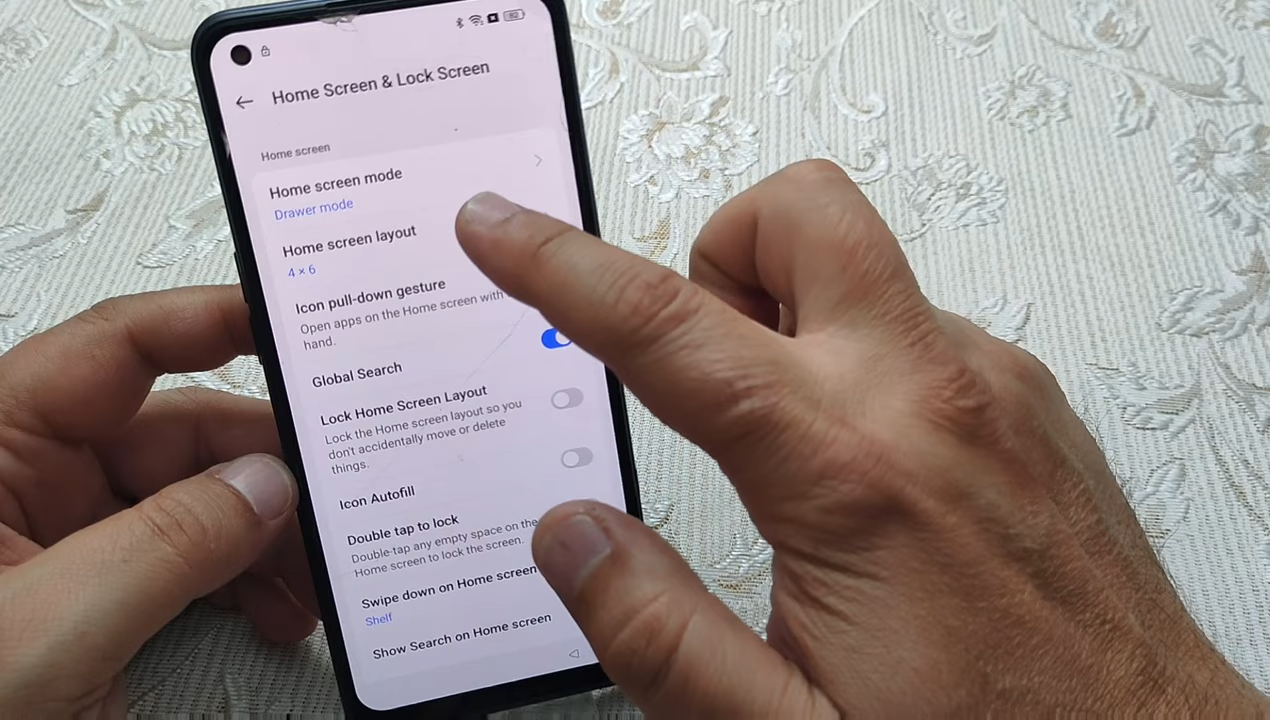 82
Home Screen & Lock Screen
Home screen
Home screen mode
Drawer mode
Home screen layout
4 × 6
Icon pull-down gesture
Open apps on the Home screen with
hand.
Global Search
Lock Home Screen Layout
Lock the Home screen layout so you
don't accidentally move or delete
things.
Icon Autofill
Double tap to lock
Double-tap any empty space on the
Home screen to lock the screen.
Swipe down on Home screen
Shelf
Show Search on Home screen